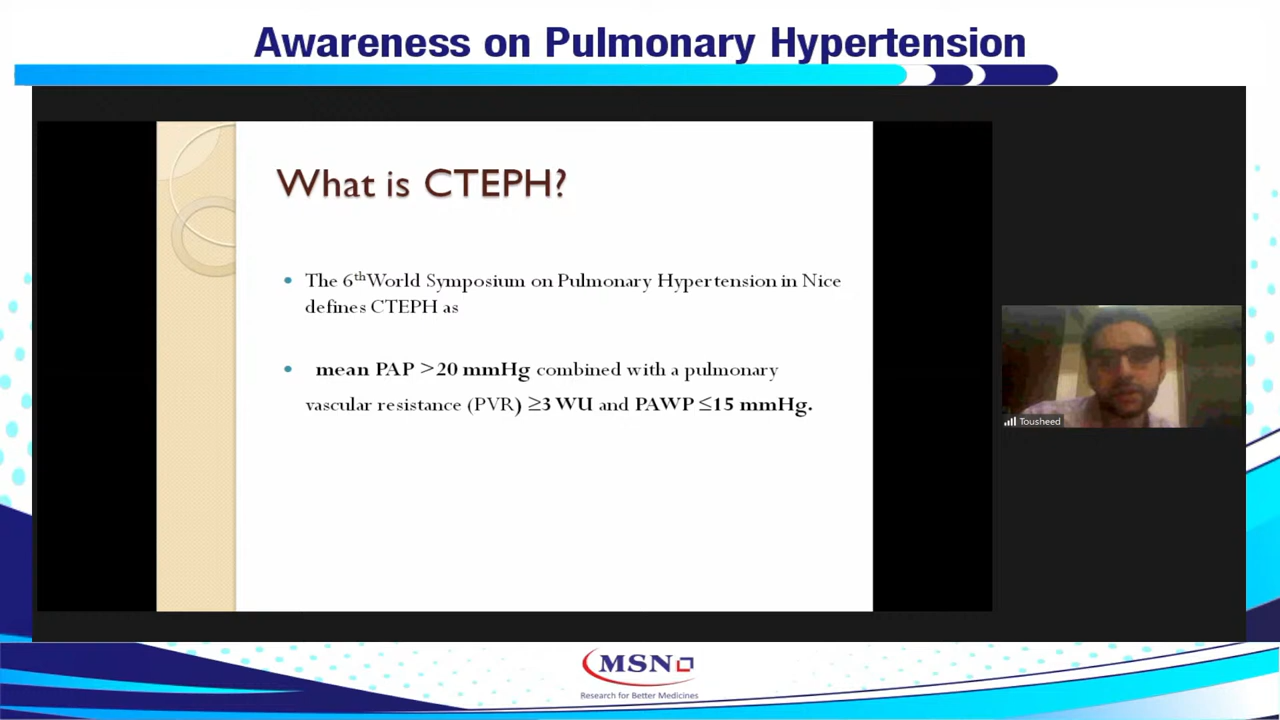 Awareness on Pulmonary Hypertension
What is CTEPH?
• The 6thWorld Symposium on Pulmonary Hypertension in Nice
defines CTEPH as
• mean PAP >20 mmHg combined with a pulmonary
vascular resistance (PVR) ≥3 WU and PAWP ≤15 mmHg.
Tousheed
MSN
Research for Better Medicines